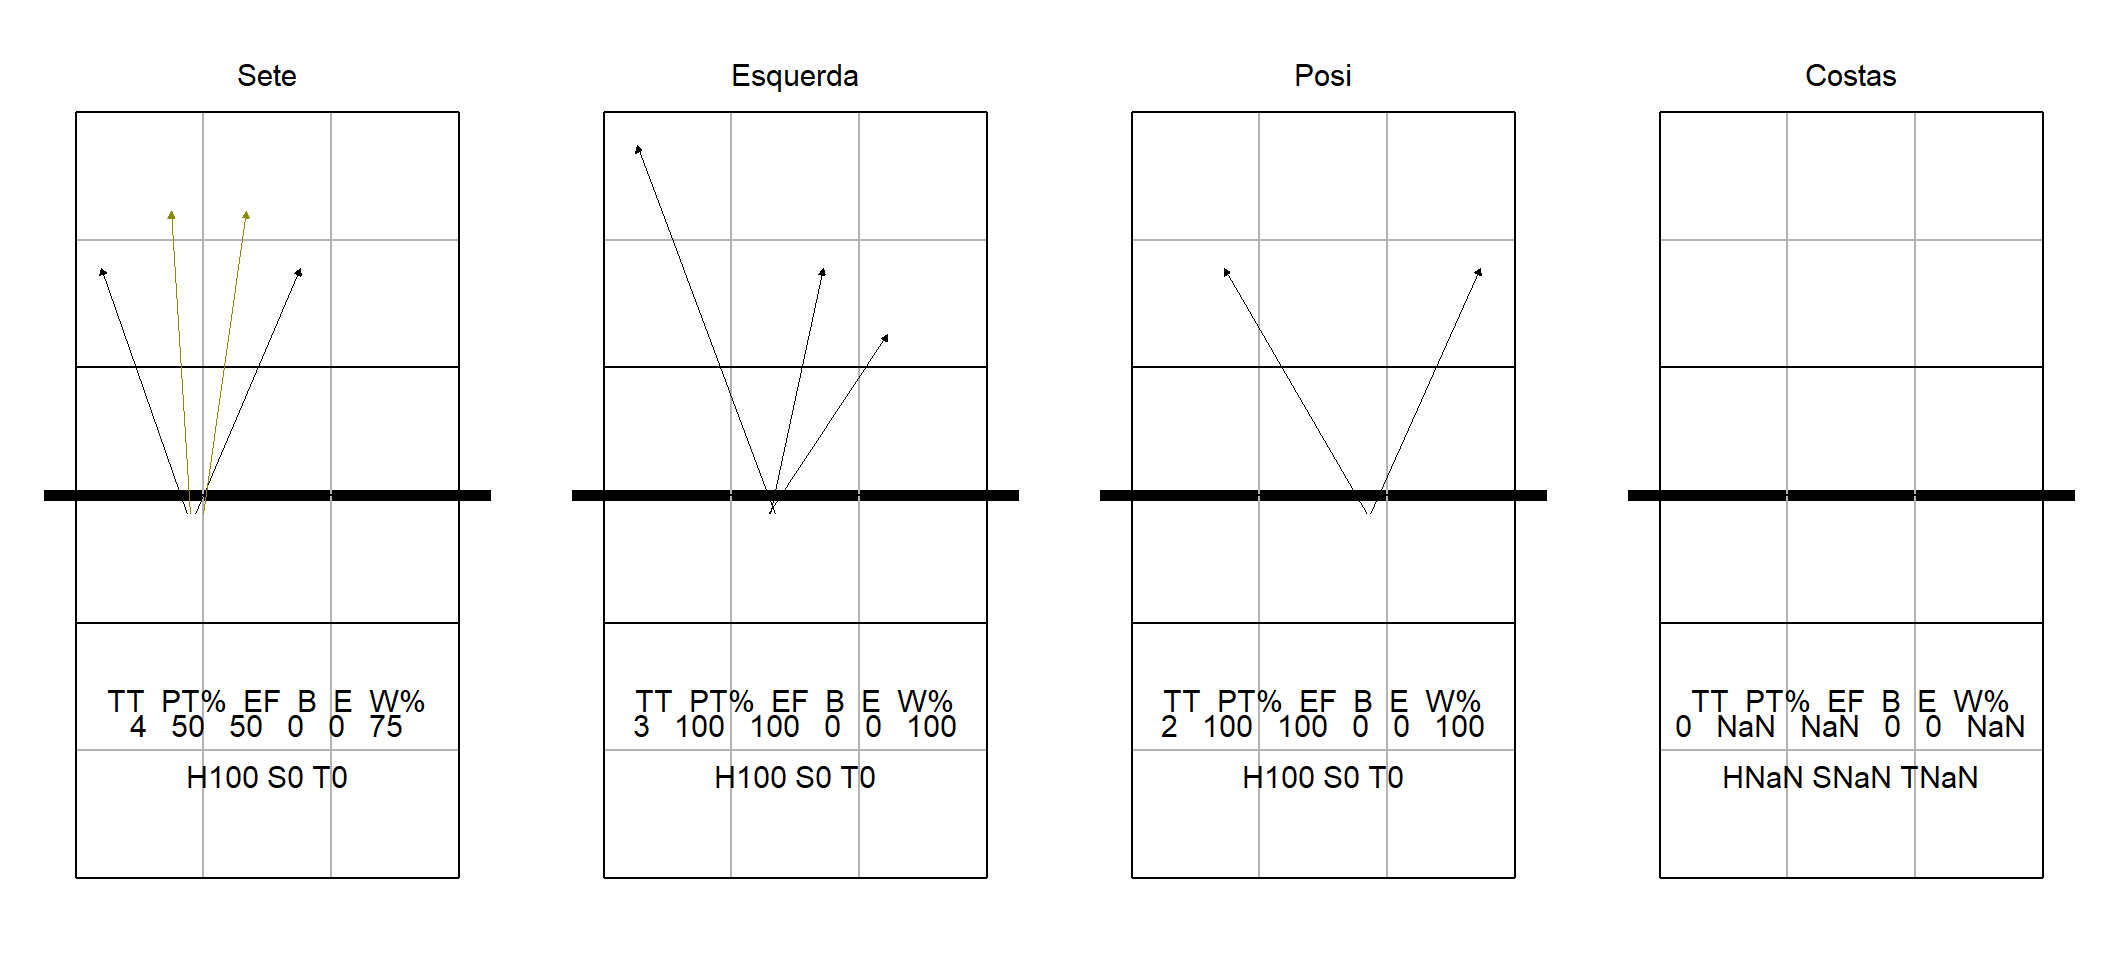 Sete
TT PT% EF B E W%
4 50 50 0 0 75
H100 S0 T0
Esquerda
TT PT% EF B E W%
3 100 100 0 0 100
H100 S0 T0
Posi
TT PT% EF B E W%
2 100 100 0 0 100
H100 S0 T0
Costas
TT PT% EF B E W%
0 NaN NaN 0 0 NaN
HNaN SNaN TNaN